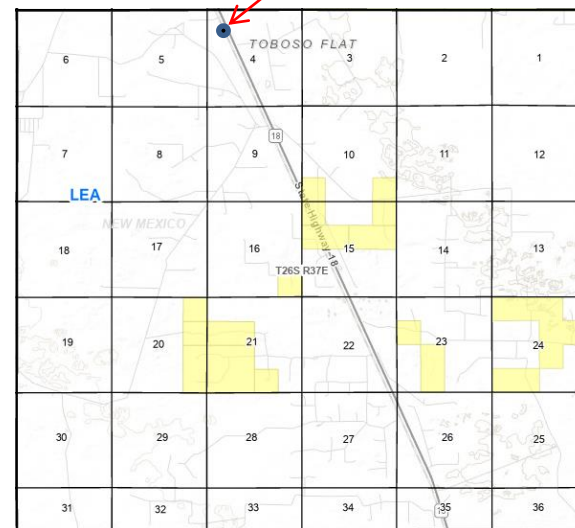 TOBOSO FLAT
6 5 4 3 2 1
18
7 8 9 10 11 12
LEA
State Highway 18
NEW MEXICO
18 17 16 15 14 13
T26S R37E
19 20 21 22 23 24
30 29 28 27 26 25
31 32 33 34 35 36